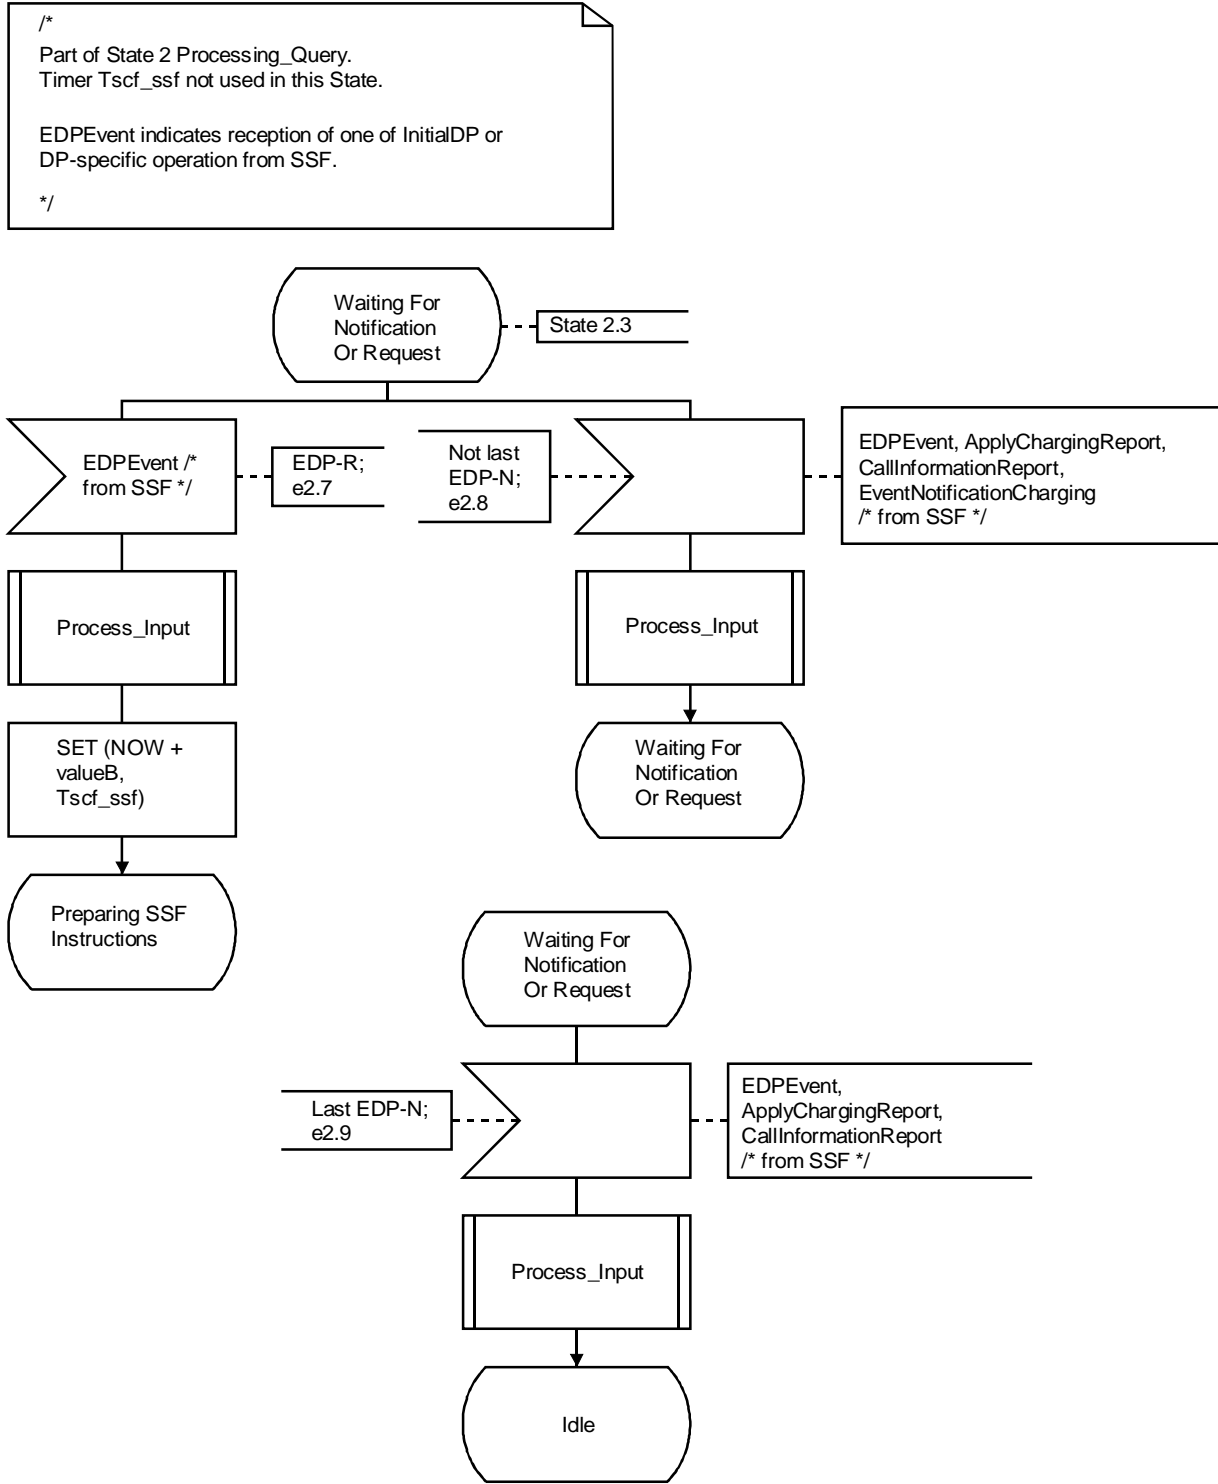 /*
Part of State 2 Processing_Query.
Timer Tscf_ssf not used in this State.
EDPEvent indicates reception of one of InitialDP or
DP-specific operation from SSF.
*/
Waiting For
Notification
Or Request
State 2.3
EDPEvent /*
from SSF */
EDP-R;
e2.7
Not last
EDP-N;
e2.8
EDPEvent, ApplyChargingReport,
CallInformationReport,
EventNotificationCharging
/* from SSF */
Process_Input
Process_Input
SET (NOW +
valueB,
Tscf_ssf)
Waiting For
Notification
Or Request
Preparing SSF
Instructions
Waiting For
Notification
Or Request
Last EDP-N;
e2.9
EDPEvent,
ApplyChargingReport,
CallInformationReport
/* from SSF */
Process_Input
Idle